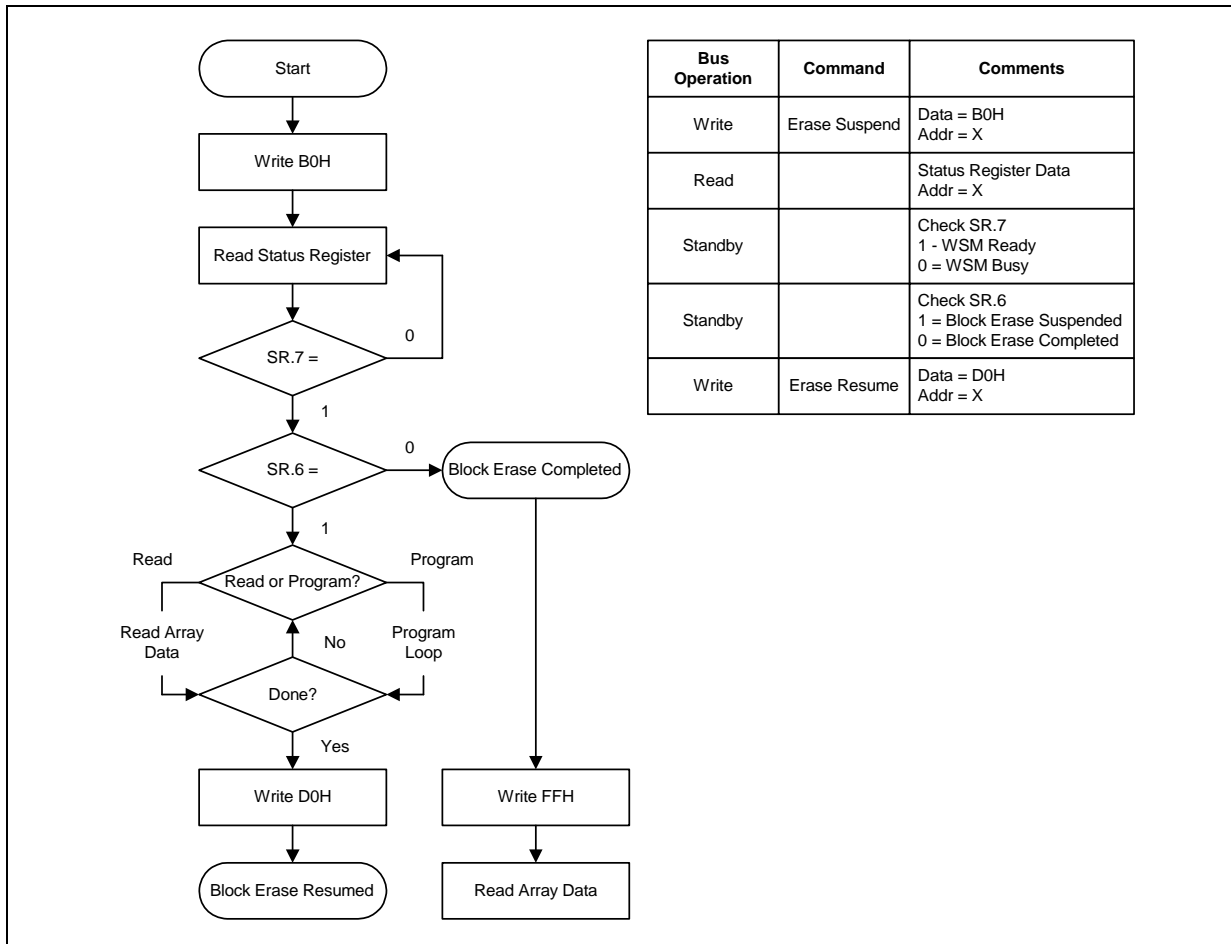 Start
Write B0H
Read Status Register
0
SR.7 =
1
0
SR.6 =
Block Erase Completed
1
Read
Program
Read or Program?
Read Array
Data
No
Program
Loop
Done?
Yes
Write D0H
Write FFH
Block Erase Resumed
Read Array Data
Bus
Operation
Command
Comments
Write
Erase Suspend
Data = B0H
Addr = X
Read
Status Register Data
Addr = X
Standby
Check SR.7
1 - WSM Ready
0 = WSM Busy
Standby
Check SR.6
1 = Block Erase Suspended
0 = Block Erase Completed
Write
Erase Resume
Data = D0H
Addr = X